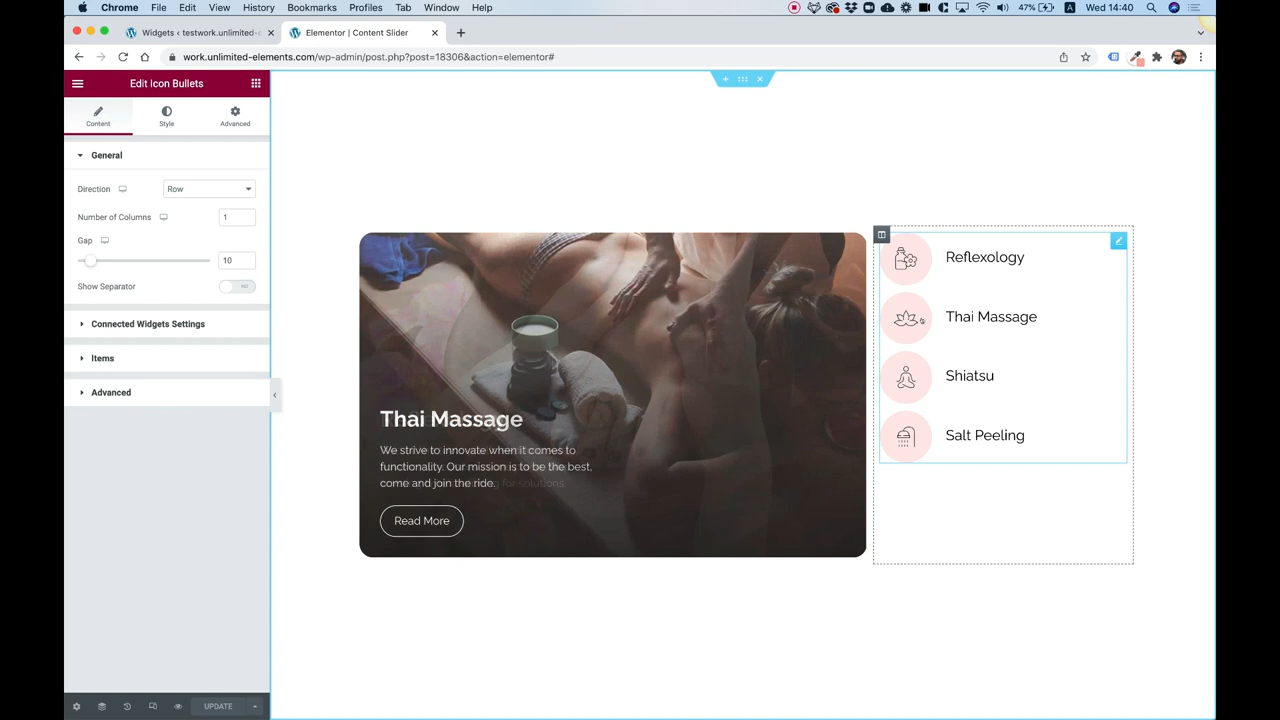 Chrome File Edit View History Bookmarks Profiles Tab Window Help 47% A Wed 14:40
Widgets ‹ testwork.unlimited-e
Elementor | Content Slider
work.unlimited-elements.com/wp-admin/post.php?post=18306&action=elementor#
Edit Icon Bullets
Content Style Advanced
General
Direction Row
Number of Columns 1
Gap
10
Show Separator NO
Connected Widgets Settings
Items
Advanced
UPDATE
Thai Massage
We strive to innovate when it comes to
functionality. Our mission is to be the best,
come and join the ride. for solutions.
Read More
Reflexology
Thai Massage
Shiatsu
Salt Peeling